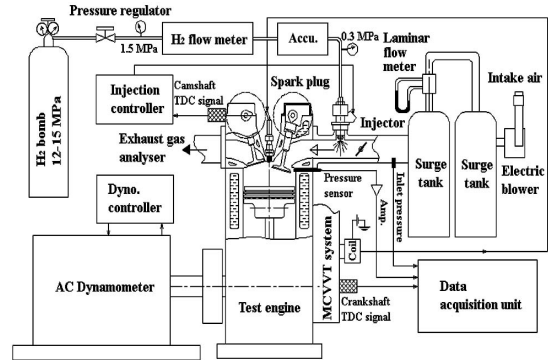 Pressure regulator
1.5 MPa
H₂ flow meter
Accu.
0.3 MPa
Laminar
flow
meter
Intake air
H₂ bomb
12-15 MPa
Injection
controller
Camshaft
TDC signal
Spark plug
Injector
Exhaust gas
analyser
Surge
tank
Surge
tank
Electric
blower
Dyno.
controller
Pressure
sensor
Amp.
Inlet pressure
MCVVT system
Coil
AC Dynamometer
Test engine
Crankshaft
TDC signal
Data
acquisition unit